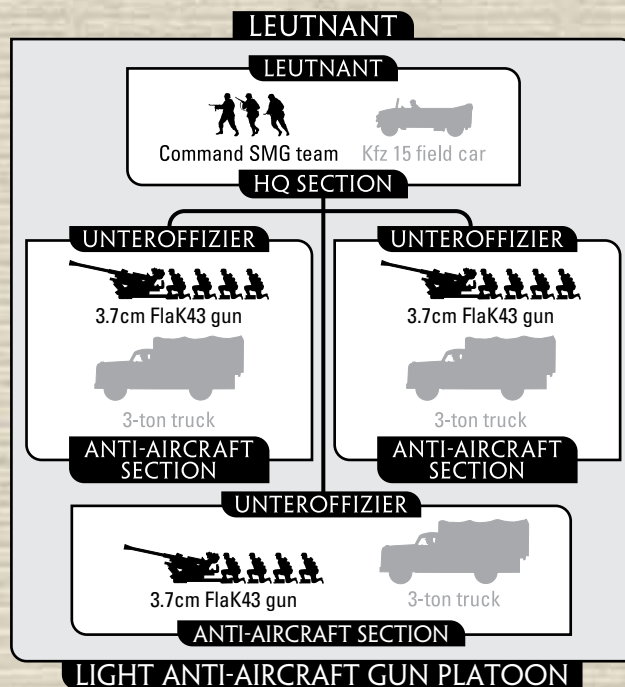 LEUTNANT
LEUTNANT
Command SMG team Kfz 15 field car
HQ SECTION
UNTEROFFIZIER
3.7cm FlaK43 gun
3-ton truck
ANTI-AIRCRAFT
SECTION
UNTEROFFIZIER
3.7cm FlaK43 gun
3-ton truck
ANTI-AIRCRAFT
SECTION
UNTEROFFIZIER
3.7cm FlaK43 gun 3-ton truck
ANTI-AIRCRAFT SECTION
LIGHT ANTI-AIRCRAFT GUN PLATOON